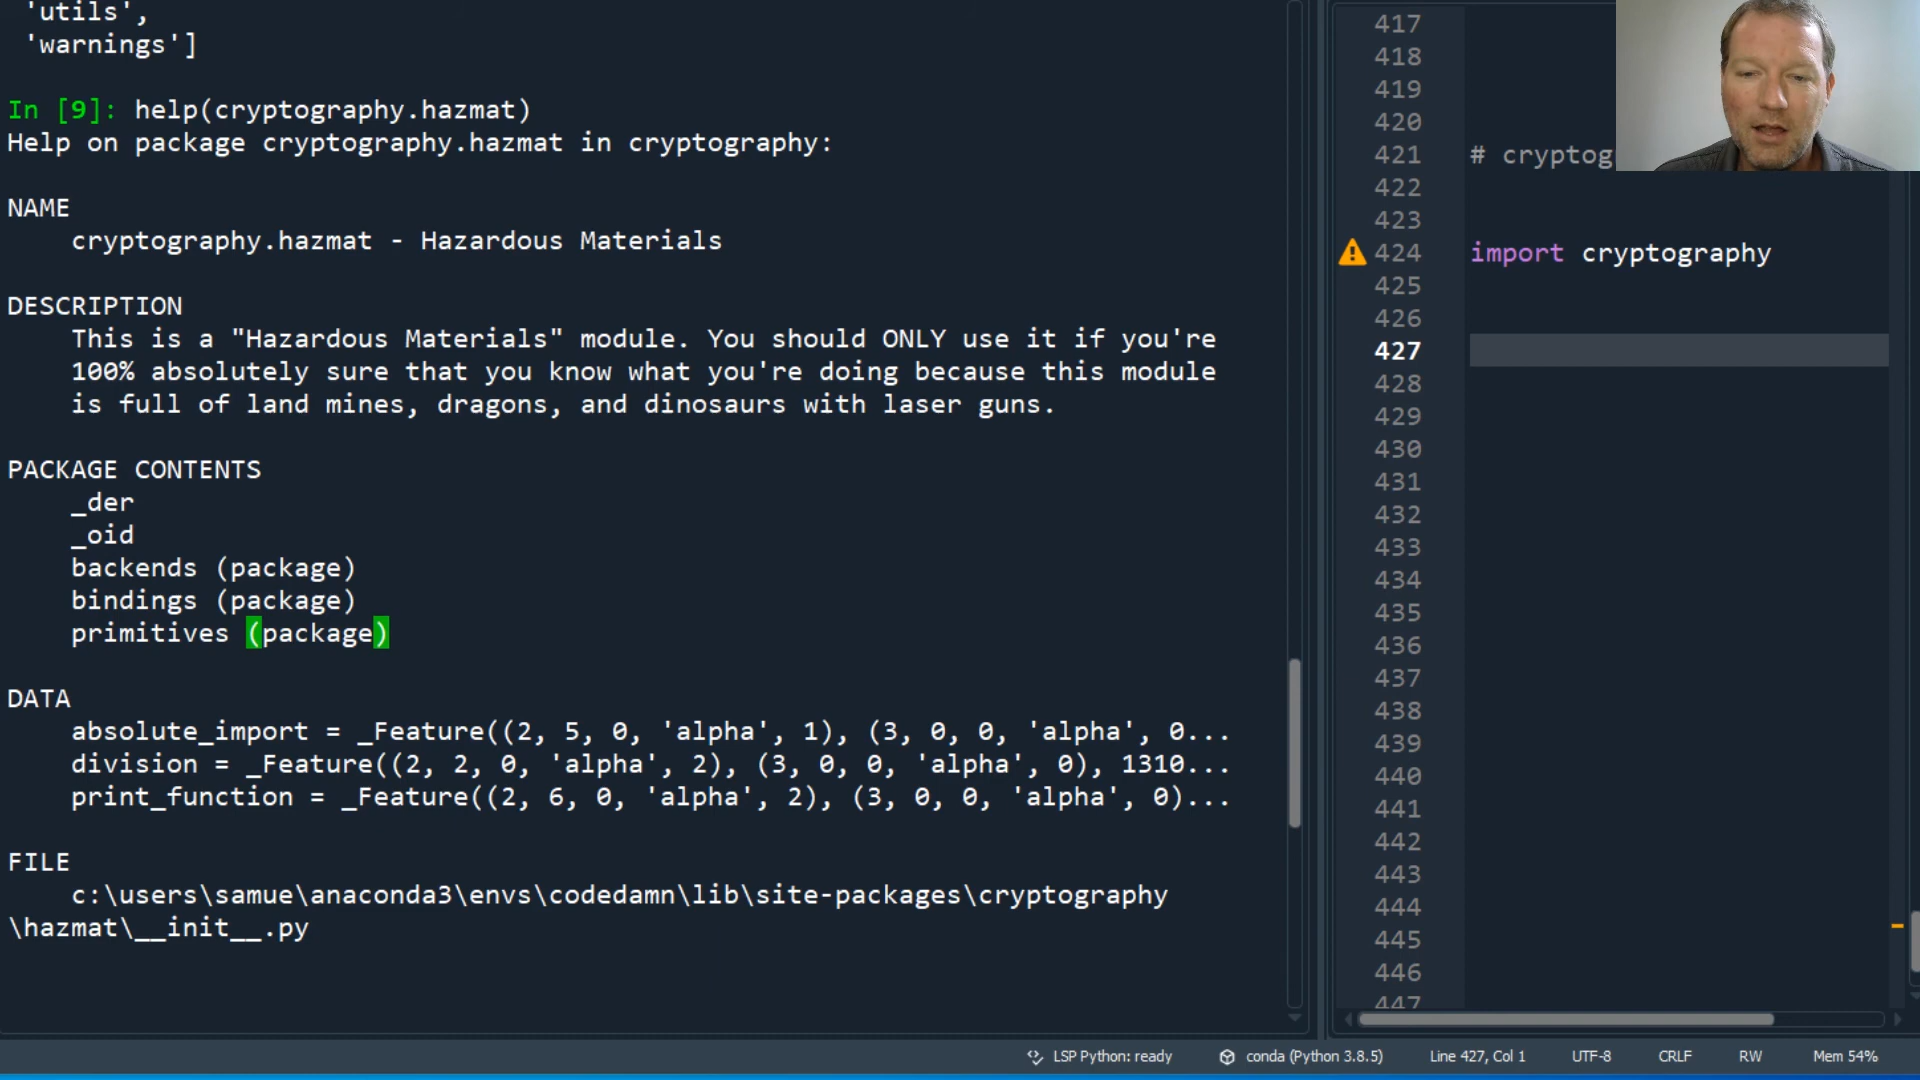 'utils',
'warnings']
In [9]: help(cryptography.hazmat)
Help on package cryptography.hazmat in cryptography:
NAME
cryptography.hazmat - Hazardous Materials
DESCRIPTION
This is a "Hazardous Materials" module. You should ONLY use it if you're
100% absolutely sure that you know what you're doing because this module
is full of land mines, dragons, and dinosaurs with laser guns.
PACKAGE CONTENTS
_der
_oid
backends (package)
bindings (package)
primitives (package)
DATA
absolute_import = _Feature((2, 5, 0, 'alpha', 1), (3, 0, 0, 'alpha', 0...
division = _Feature((2, 2, 0, 'alpha', 2), (3, 0, 0, 'alpha', 0), 1310...
print_function = _Feature((2, 6, 0, 'alpha', 2), (3, 0, 0, 'alpha', 0)...
FILE
c:\users\samue\anaconda3\envs\codedamn\lib\site-packages\cryptography
\hazmat\__init__.py
417
418
419
420
421 # cryptog
422
423
424 import cryptography
425
426
427
428
429
430
431
432
433
434
435
436
437
438
439
440
441
442
443
444
445
446
447
LSP Python: ready conda (Python 3.8.5) Line 427, Col 1 UTF-8 CRLF RW Mem 54%